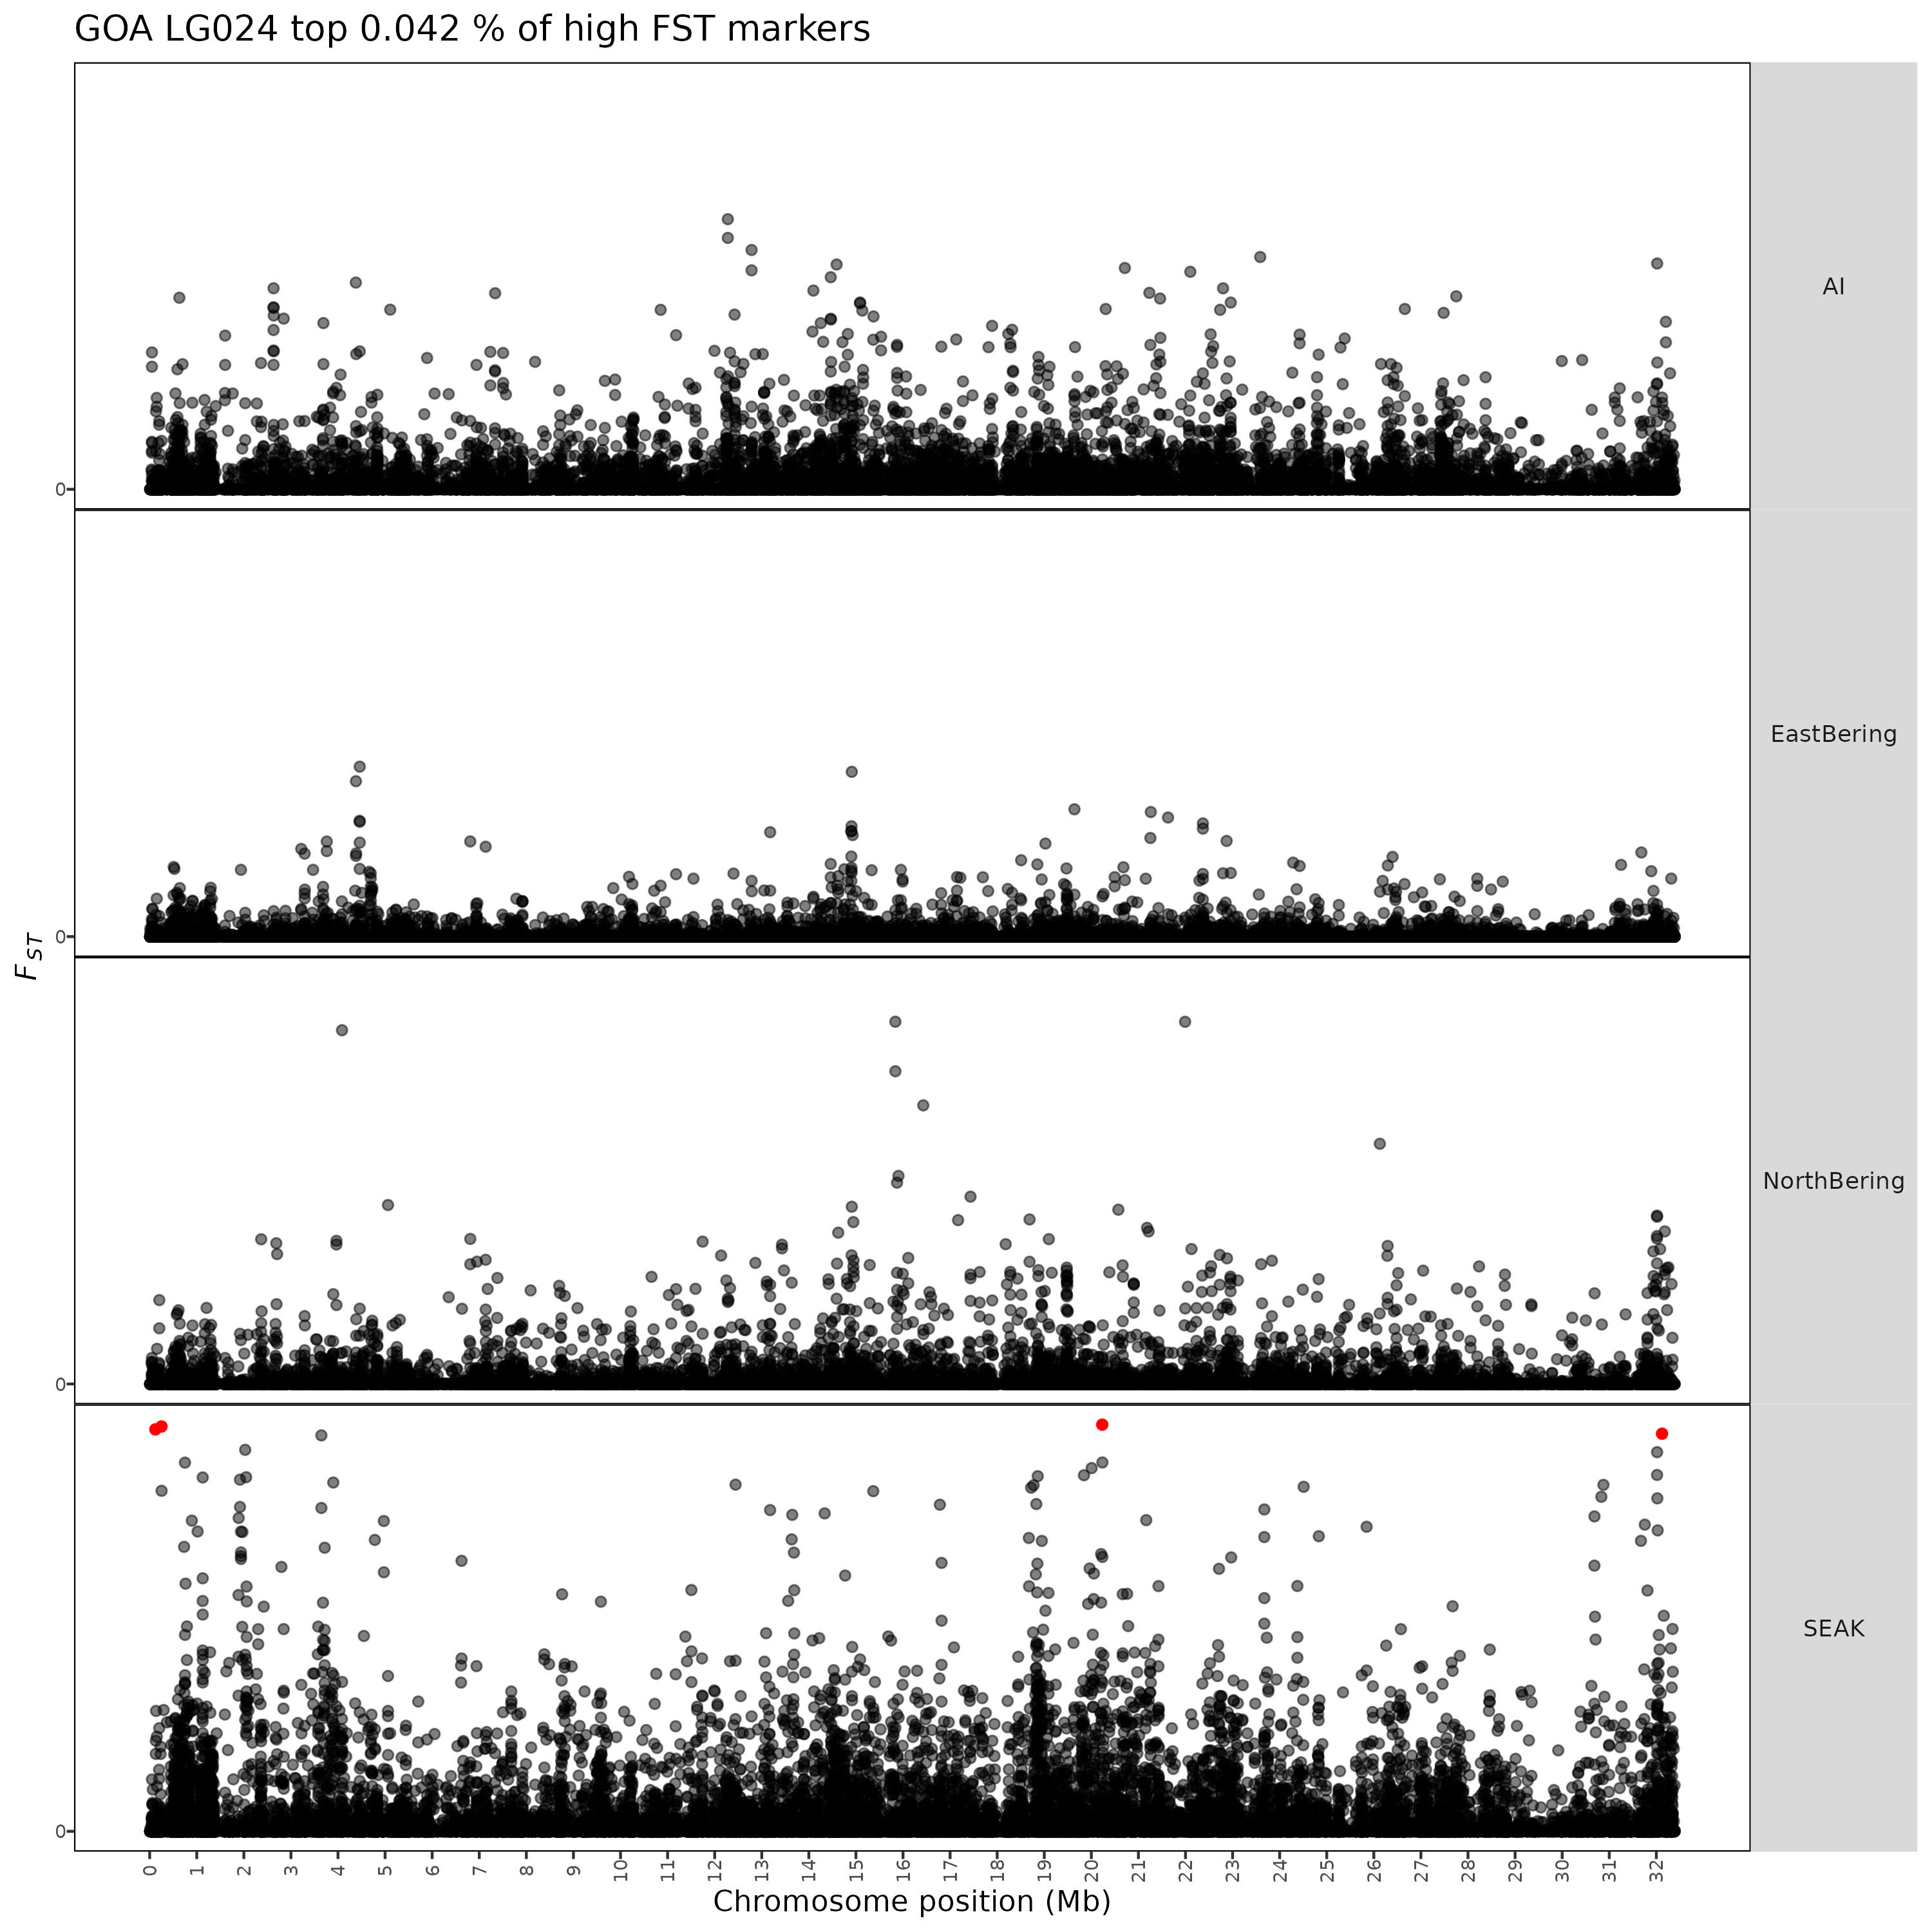 GOA LG024 top 0.042 % of high FST markers
AI
0
EastBering
0
NorthBering
0
SEAK
0
FST
0 1 2 3 4 5 6 7 8 9 10 11 12 13 14 15 16 17 18 19 20 21 22 23 24 25 26 27 28 29 30 31 32
Chromosome position (Mb)